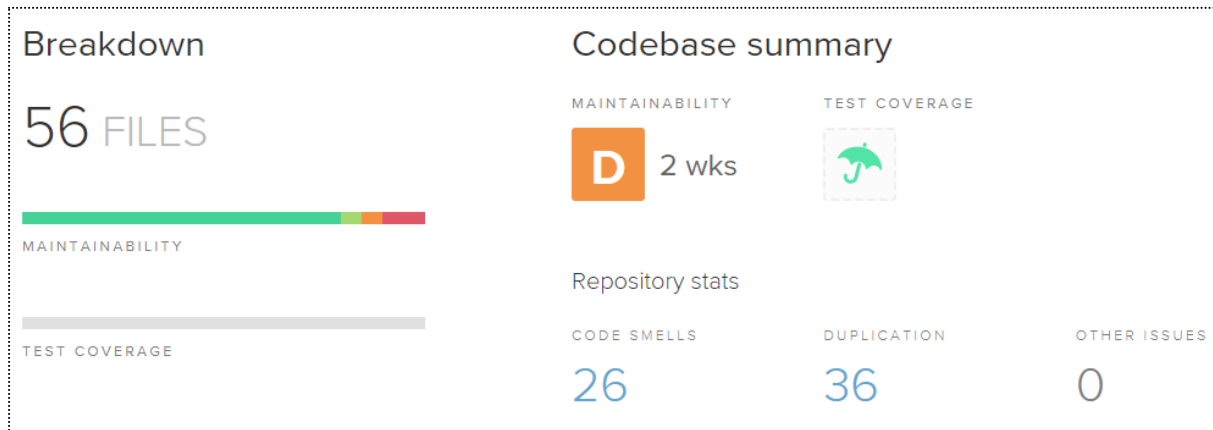 Breakdown
56 FILES
MAINTAINABILITY
TEST COVERAGE
Codebase summary
MAINTAINABILITY TEST COVERAGE
D 2 wks
Repository stats
CODE SMELLS DUPLICATION OTHER ISSUES
26 36 0